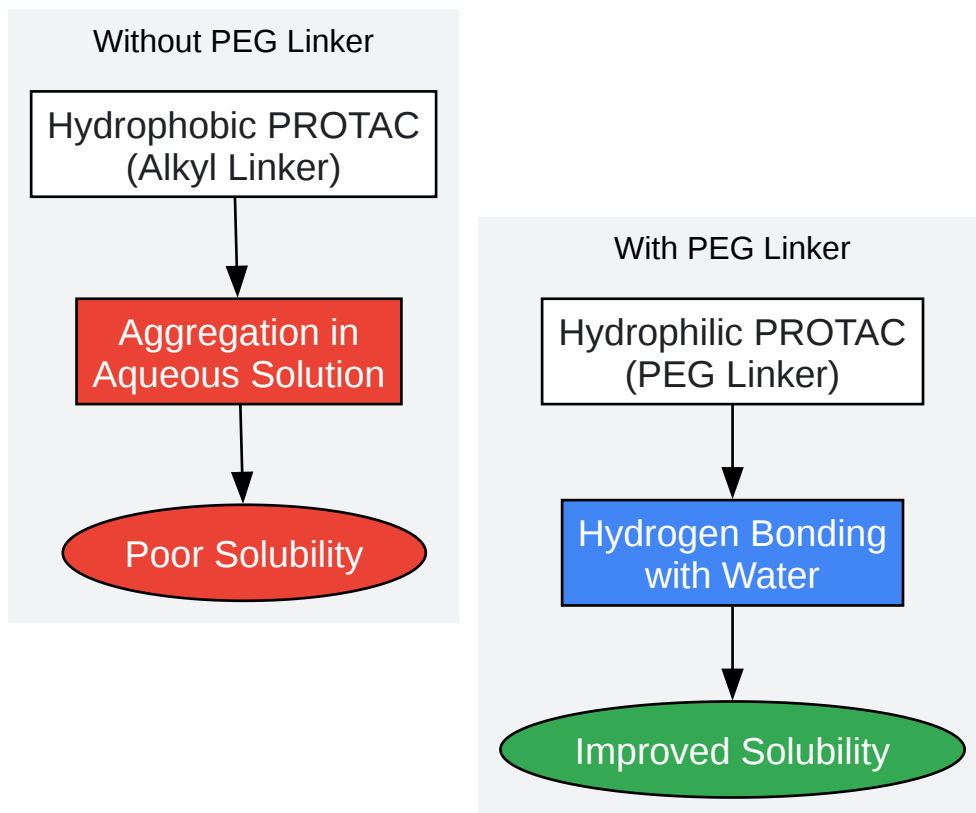 Without PEG Linker
Hydrophobic PROTAC
(Alkyl Linker)
Aggregation in
Aqueous Solution
Poor Solubility
With PEG Linker
Hydrophilic PROTAC
(PEG Linker)
Hydrogen Bonding
with Water
Improved Solubility